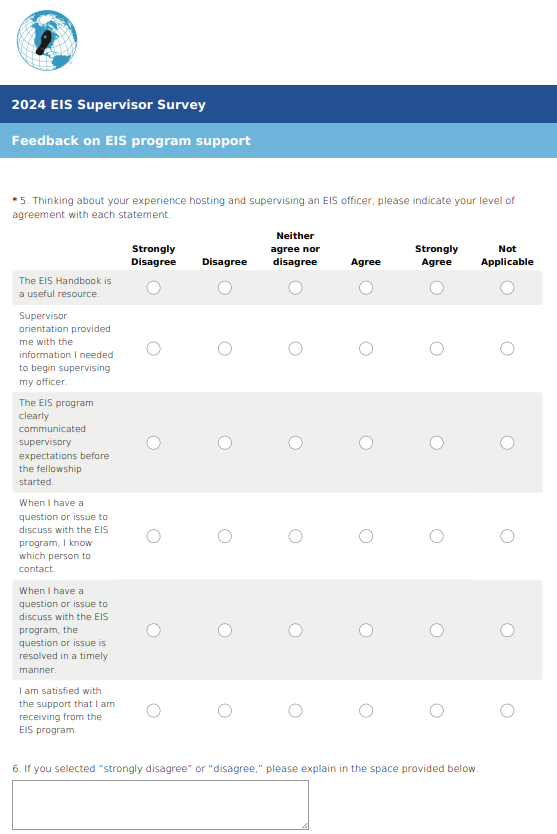 2024 EIS Supervisor Survey
Feedback on EIS program support
* 5. Thinking about your experience hosting and supervising an EIS officer, please indicate your level of
agreement with each statement.
Strongly
Disagree
Disagree
Neither
agree nor
disagree
Agree
Strongly
Agree
Not
Applicable
The EIS Handbook is
a useful resource.
Supervisor
orientation provided
me with the
information I needed
to begin supervising
my officer.
The EIS program
clearly
communicated
supervisory
expectations before
the fellowship
started.
When I have a
question or issue to
discuss with the EIS
program, I know
which person to
contact.
When I have a
question or issue to
discuss with the EIS
program, the
question or issue is
resolved in a timely
manner.
I am satisfied with
the support that I am
receiving from the
EIS program.
6. If you selected “strongly disagree” or “disagree,” please explain in the space provided below.